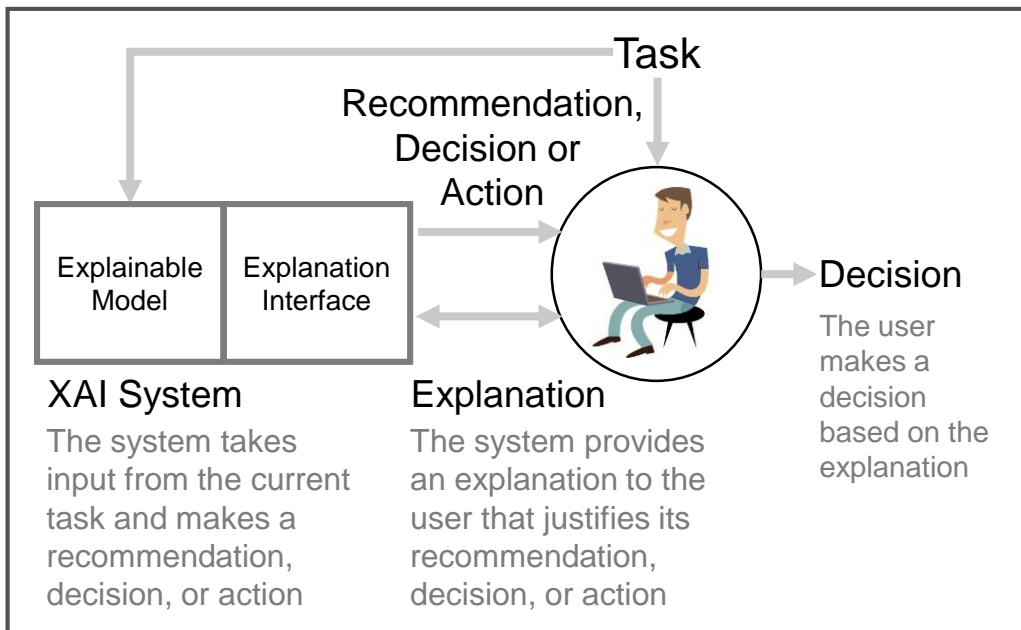 Task
Recommendation,
Decision or
Action
Explainable
Model
Explanation
Interface
Decision
The user
makes a
decision
based on the
explanation
XAI System
The system takes
input from the current
task and makes a
recommendation,
decision, or action
Explanation
The system provides
an explanation to the
user that justifies its
recommendation,
decision, or action